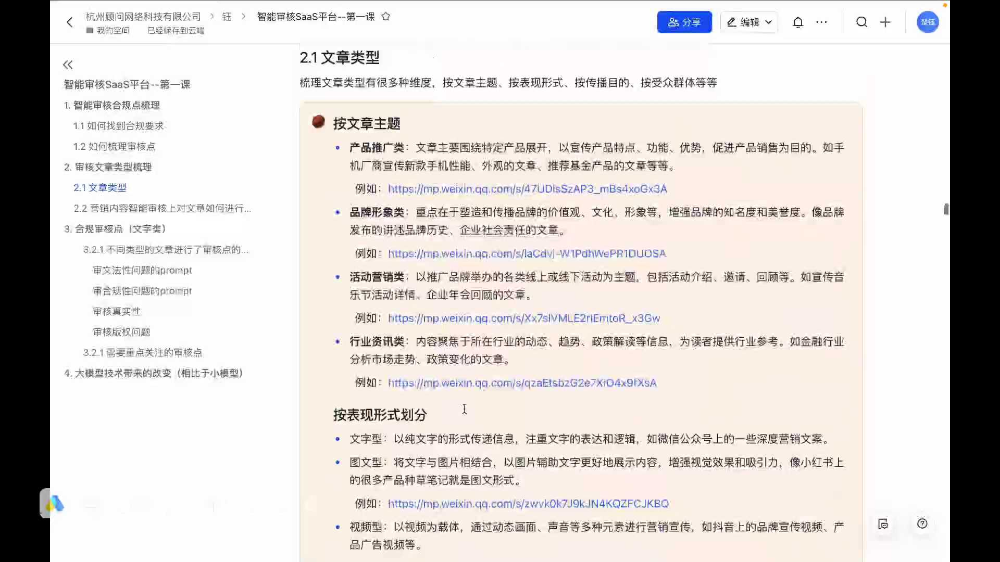 杭州顾问网络科技有限公司 > 钰 > 智能审核SaaS平台--第一课
我的空间 已经保存到云端
分享
编辑
楚钰
智能审核SaaS平台--第一课
1. 智能审核合规点梳理
1.1 如何找到合规要求
1.2 如何梳理审核点
2. 审核文章类型梳理
2.1 文章类型
2.2 营销内容智能审核上对文章如何进行...
3. 合规审核点（文字类）
3.2.1 不同类型的文章进行了审核点的...
审文法性问题的prompt
审合规性问题的prompt
审核真实性
审核版权问题
3.2.1 需要重点关注的审核点
4. 大模型技术带来的改变（相比于小模型）
2.1 文章类型
梳理文章类型有很多种维度，按文章主题、按表现形式、按传播目的、按受众群体等等
按文章主题
• 产品推广类：文章主要围绕特定产品展开，以宣传产品特点、功能、优势，促进产品销售为目的。如手
机厂商宣传新款手机性能、外观的文章、推荐基金产品的文章等等。
例如：https://mp.weixin.qq.com/s/47UDlsSzAP3_mBs4xoGx3A
• 品牌形象类：重点在于塑造和传播品牌的价值观、文化、形象等，增强品牌的知名度和美誉度。像品牌
发布的讲述品牌历史、企业社会责任的文章。
例如：https://mp.weixin.qq.com/s/laCdvj-W1PdhWePR1DUOSA
• 活动营销类：以推广品牌举办的各类线上或线下活动为主题，包括活动介绍、邀请、回顾等。如宣传音
乐节活动详情、企业年会回顾的文章。
例如：https://mp.weixin.qq.com/s/Xx7slVMLE2rlEmtoR_x3Gw
• 行业资讯类：内容聚焦于所在行业的动态、趋势、政策解读等信息，为读者提供行业参考。如金融行业
分析市场走势、政策变化的文章。
例如：https://mp.weixin.qq.com/s/qzaEtsbzG2e7XiO4x9fXsA
按表现形式划分
• 文字型：以纯文字的形式传递信息，注重文字的表达和逻辑，如微信公众号上的一些深度营销文案。
• 图文型：将文字与图片相结合，以图片辅助文字更好地展示内容，增强视觉效果和吸引力，像小红书上
的很多产品种草笔记就是图文形式。
例如：https://mp.weixin.qq.com/s/zwvk0k7J9kJN4KQZFCJKBQ
• 视频型：以视频为载体，通过动态画面、声音等多种元素进行营销宣传，如抖音上的品牌宣传视频、产
品广告视频等。